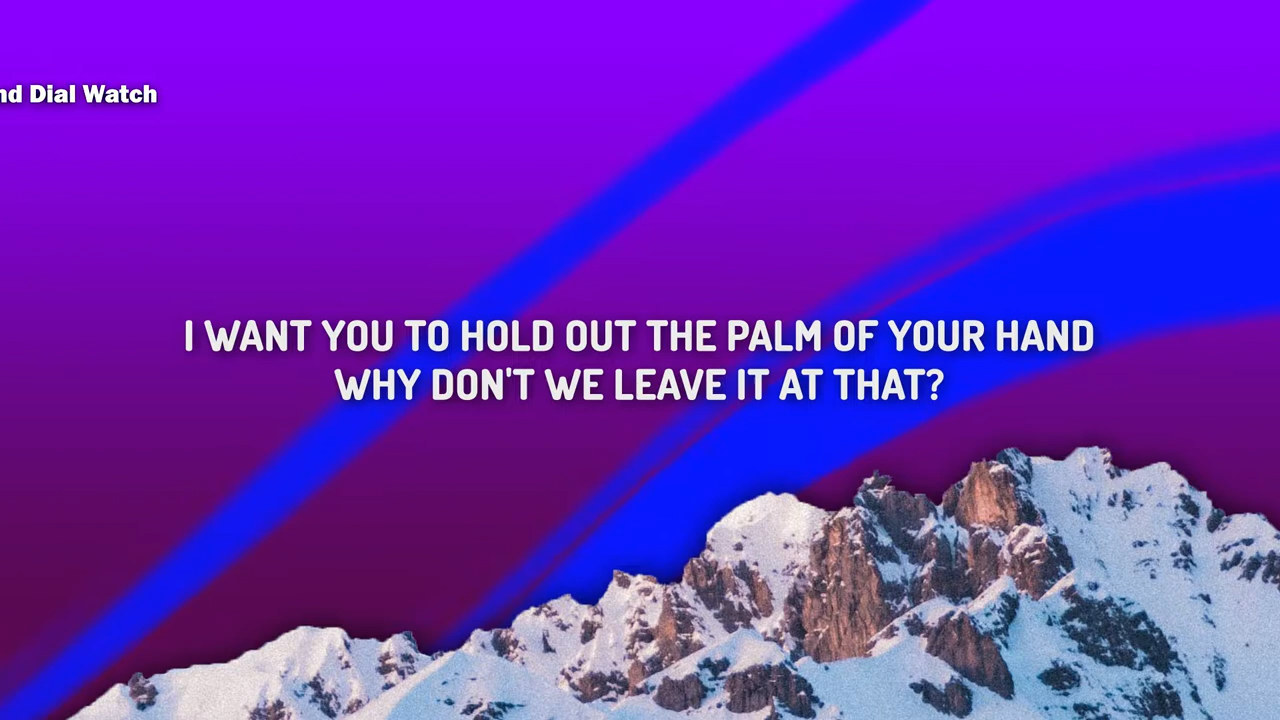 Dial Watch
I WANT YOU TO HOLD OUT THE PALM OF YOUR HAND
WHY DON'T WE LEAVE IT AT THAT?